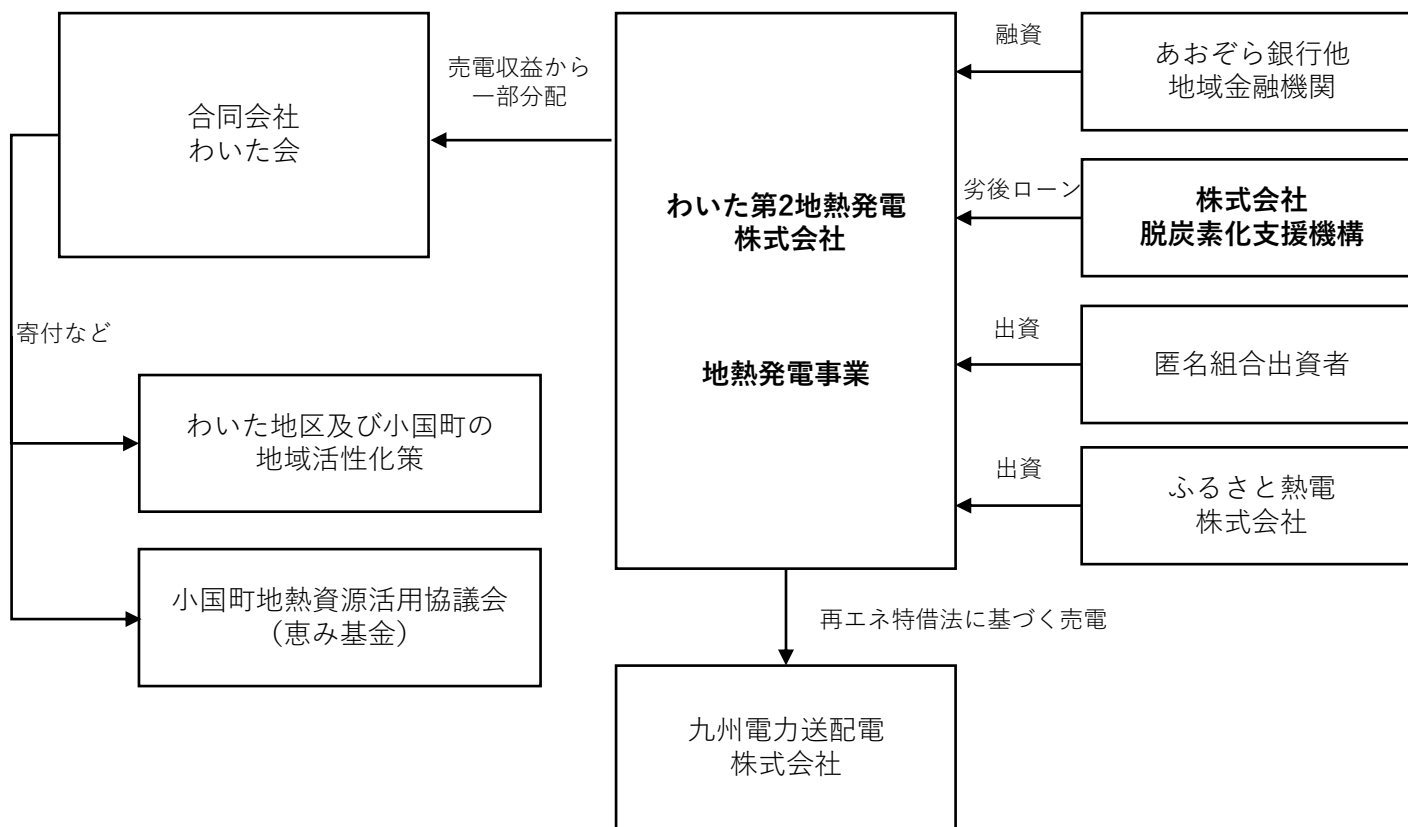 合同会社
わいた会
売電収益から
一部分配
わいた第2地熱発電
株式会社
地熱発電事業
融資
あおぞら銀行他
地域金融機関
劣後ローン
株式会社
脱炭素化支援機構
出資
匿名組合出資者
出資
ふるさと熱電
株式会社
寄付など
わいた地区及び小国町の
地域活性化策
小国町地熱資源活用協議会
（恵み基金）
再エネ特借法に基づく売電
九州電力送配電
株式会社